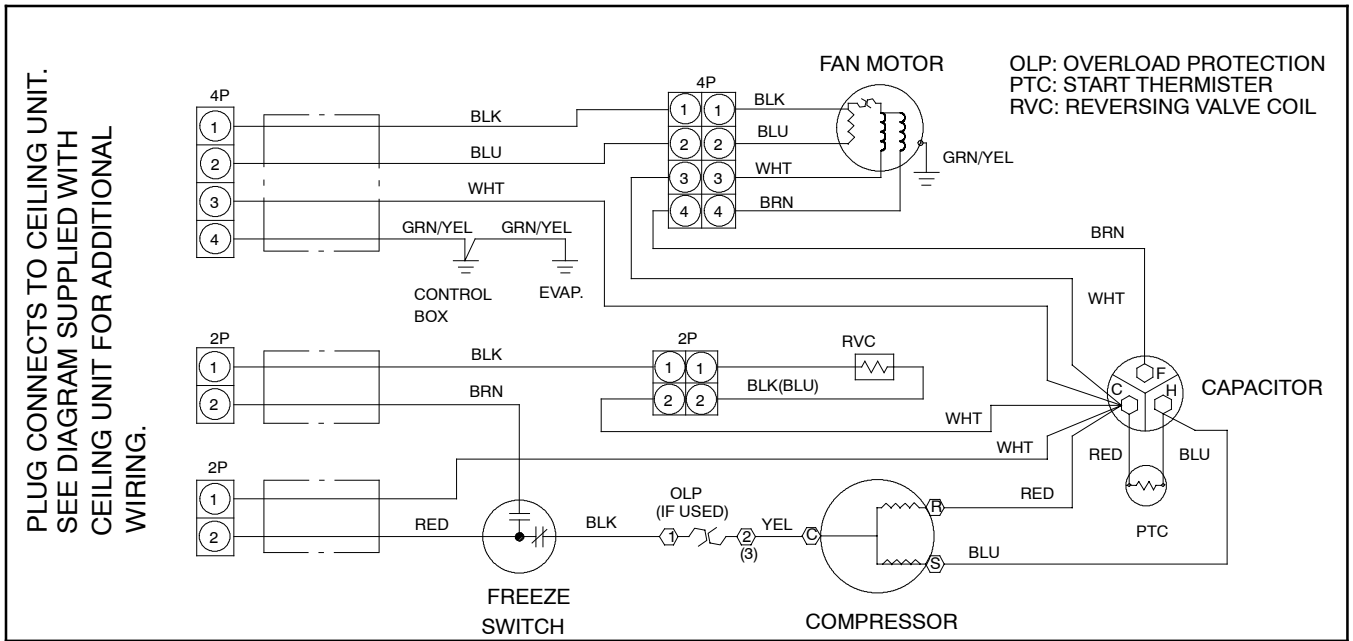 PLUG CONNECTS TO CEILING UNIT.
SEE DIAGRAM SUPPLIED WITH
CEILING UNIT FOR ADDITIONAL
WIRING.
OLP: OVERLOAD PROTECTION
PTC: START THERMISTER
RVC: REVERSING VALVE COIL
FAN MOTOR
4P
1
2
3
4
BLK
BLU
WHT
GRN/YEL
GRN/YEL
CONTROL
BOX
EVAP.
4P
1 1
2 2
3 3
4 4
BLK
BLU
WHT
BRN
GRN/YEL
BRN
WHT
2P
1
2
BLK
BRN
2P
1 1
2 2
RVC
BLK(BLU)
WHT
WHT
F
C
H
CAPACITOR
RED
BLU
PTC
2P
1
2
RED
FREEZE
SWITCH
BLK
OLP
(IF USED)
1
2
(3)
YEL
C
R
S
RED
BLU
COMPRESSOR